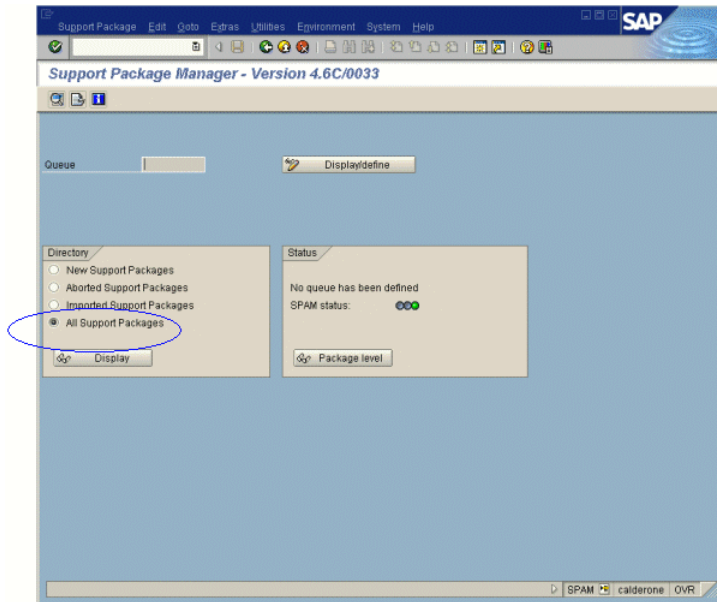 Support Package Edit Goto Extras Utilities Environment System Help
SAP
Support Package Manager - Version 4.6C/0033
Queue
Display/define
Directory
New Support Packages
Aborted Support Packages
Imported Support Packages
All Support Packages
Display
Status
No queue has been defined
SPAM status:
Package level
SPAM calderone OVR